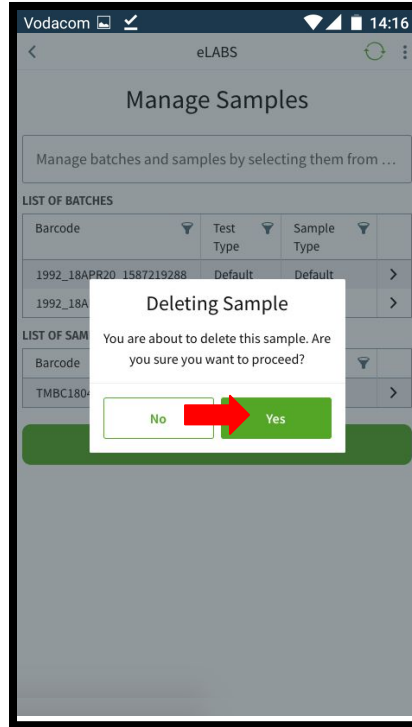 Vodacom 14:16
eLABS
Manage Samples
Manage batches and samples by selecting them from ...
LIST OF BATCHES
Barcode Test Type Sample Type
1992_18APR20_1587219288 Default Default
1992_18A
Deleting Sample
You are about to delete this sample. Are
you sure you want to proceed?
No Yes
LIST OF SAM
Barcode
TMBC1804